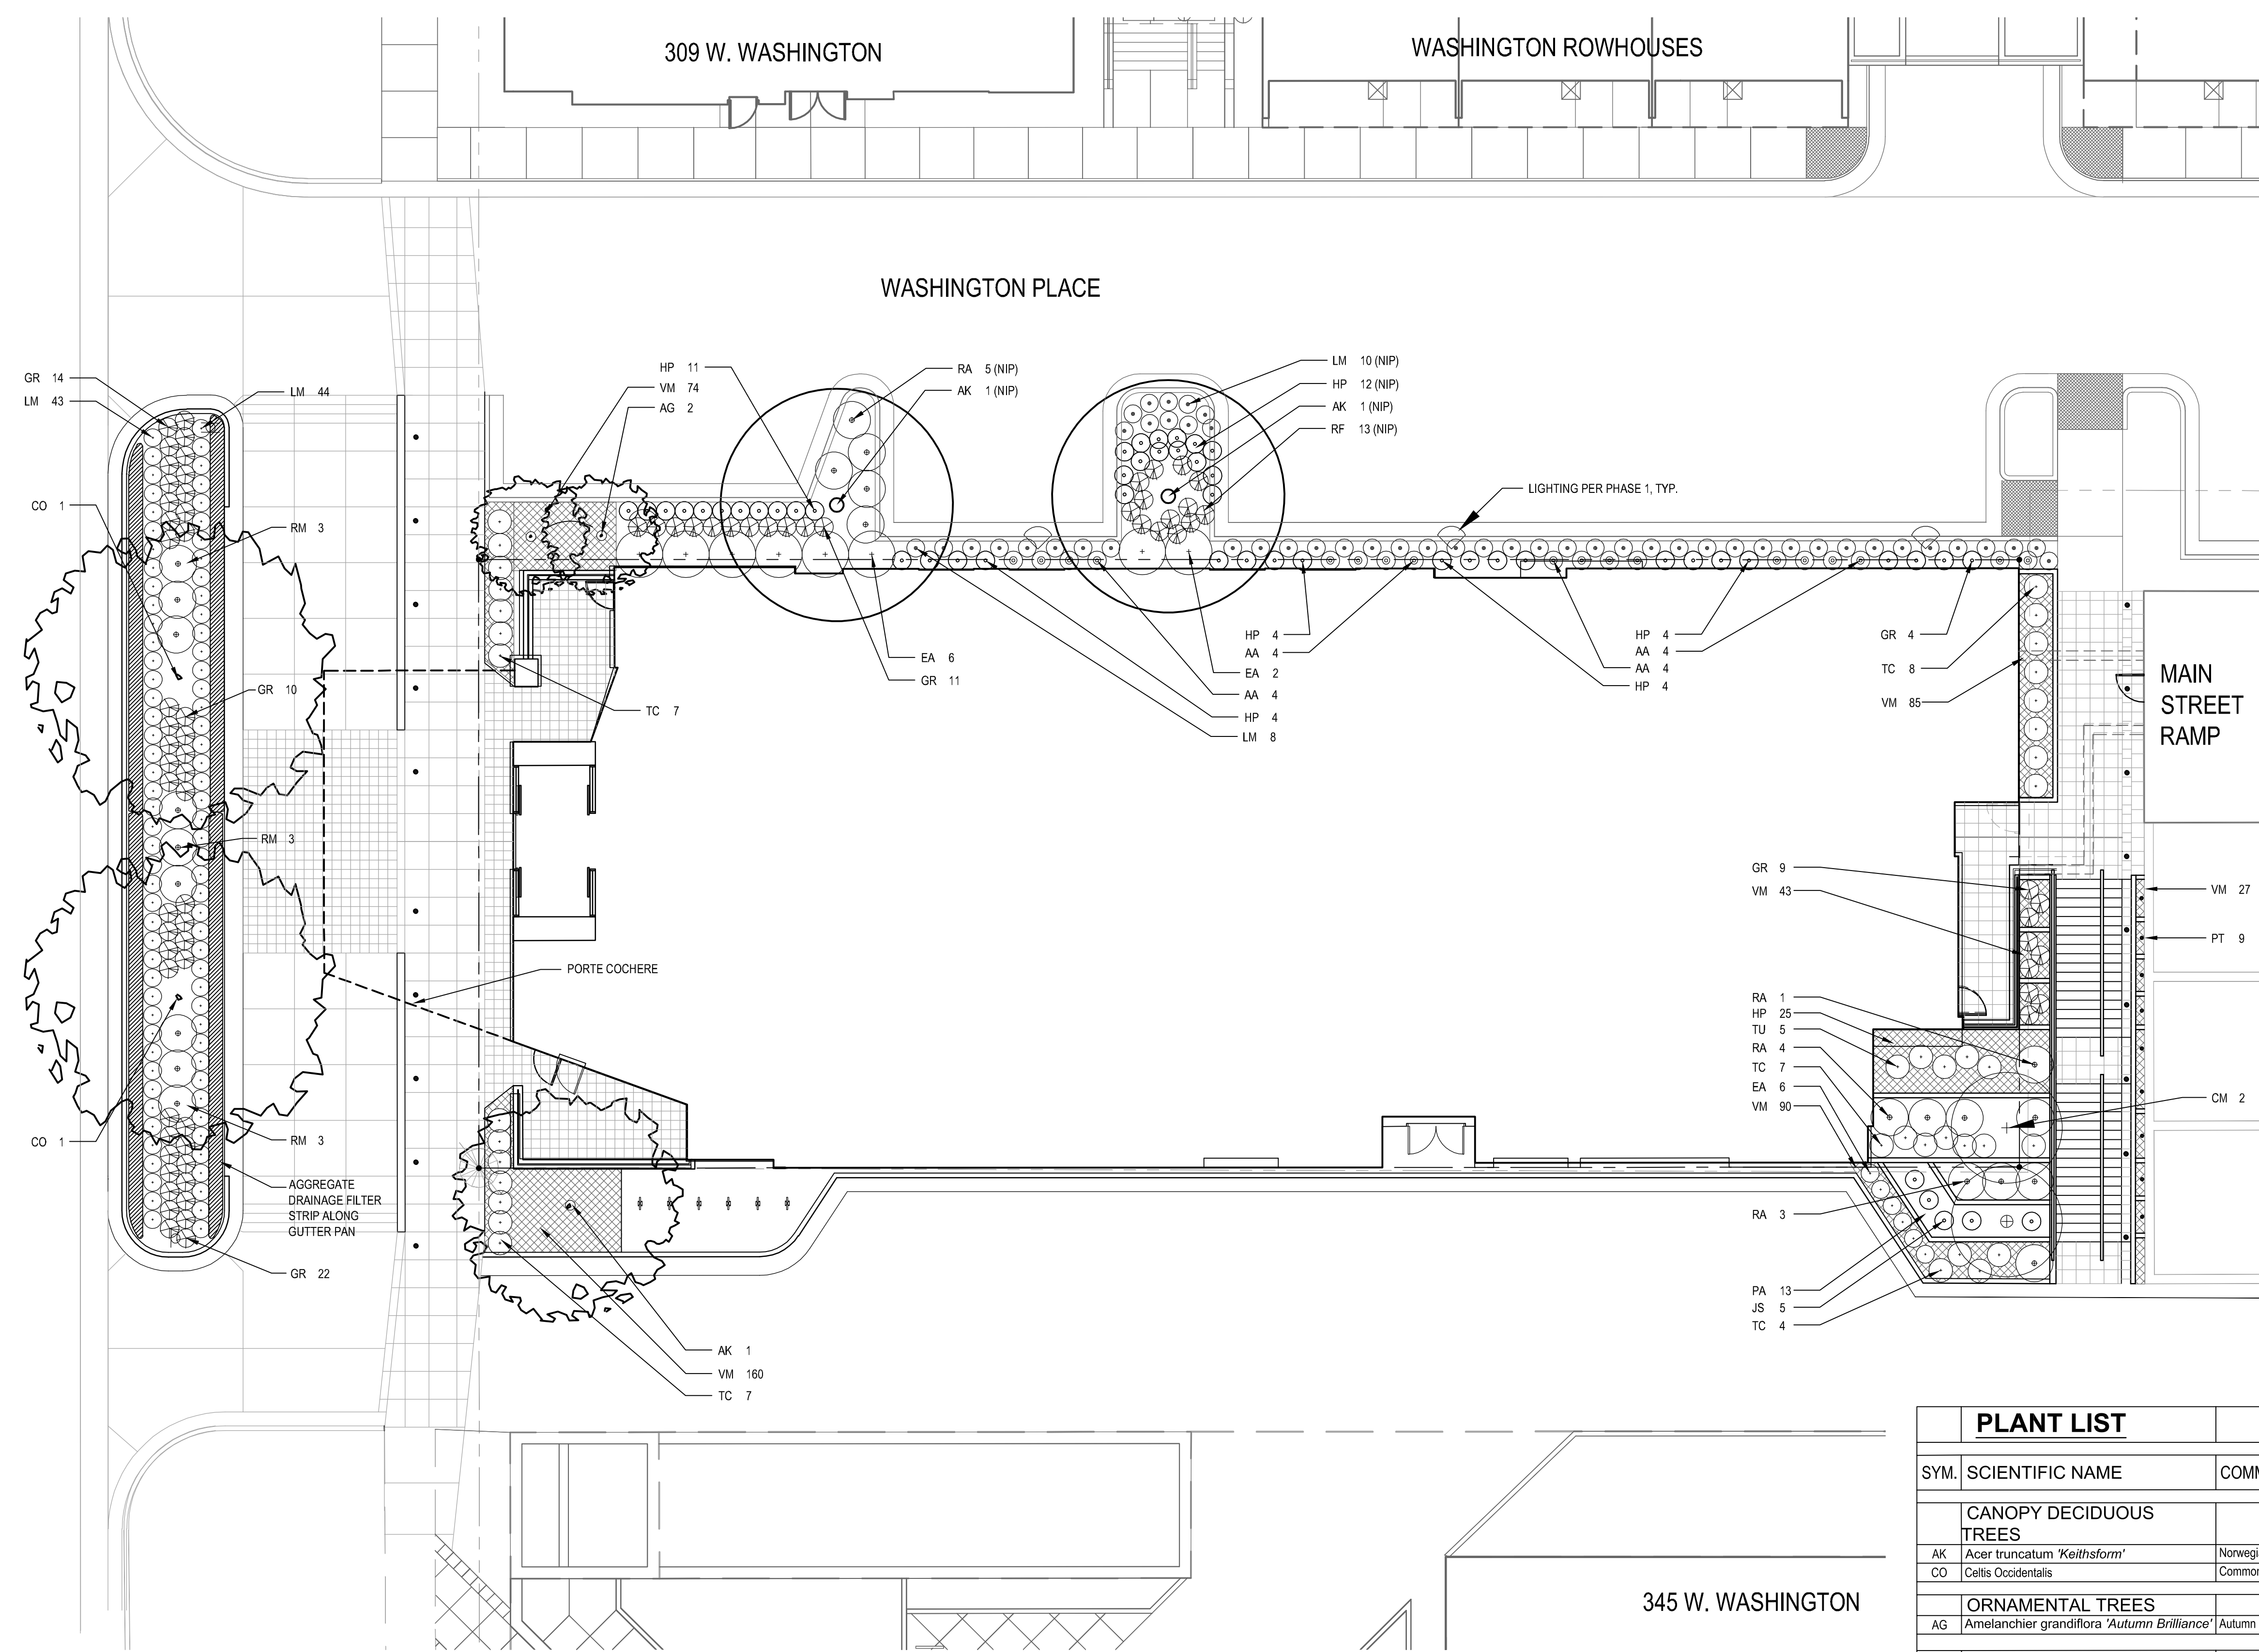 309 W. WASHINGTON
WASHINGTON ROWHOUSES
WASHINGTON PLACE
GR 14
LM 43
LM 44
CO 1
RM 3
GR 10
RM 3
CO 1
RM 3
AGGREGATE
DRAINAGE FILTER
STRIP ALONG
GUTTER PAN
GR 22
HP 11
VM 74
AG 2
RA 5 (NIP)
AK 1 (NIP)
LM 10 (NIP)
HP 12 (NIP)
AK 1 (NIP)
RF 13 (NIP)
LIGHTING PER PHASE 1, TYP.
EA 6
GR 11
TC 7
HP 4
AA 4
EA 2
AA 4
HP 4
LM 8
HP 4
AA 4
AA 4
HP 4
GR 4
TC 8
VM 85
MAIN
STREET
RAMP
PORTE COCHERE
GR 9
VM 43
VM 27
PT 9
RA 1
HP 25
TU 5
RA 4
TC 7
EA 6
VM 90
CM 2
RA 3
PA 13
JS 5
TC 4
AK 1
VM 160
TC 7
345 W. WASHINGTON
PLANT LIST
SYM. SCIENTIFIC NAME
CANOPY DECIDUOUS
TREES
AK Acer truncatum 'Keithsform'
CO Celtis Occidentalis
ORNAMENTAL TREES
AG Amelanchier grandiflora 'Autumn Brilliance' Autumn